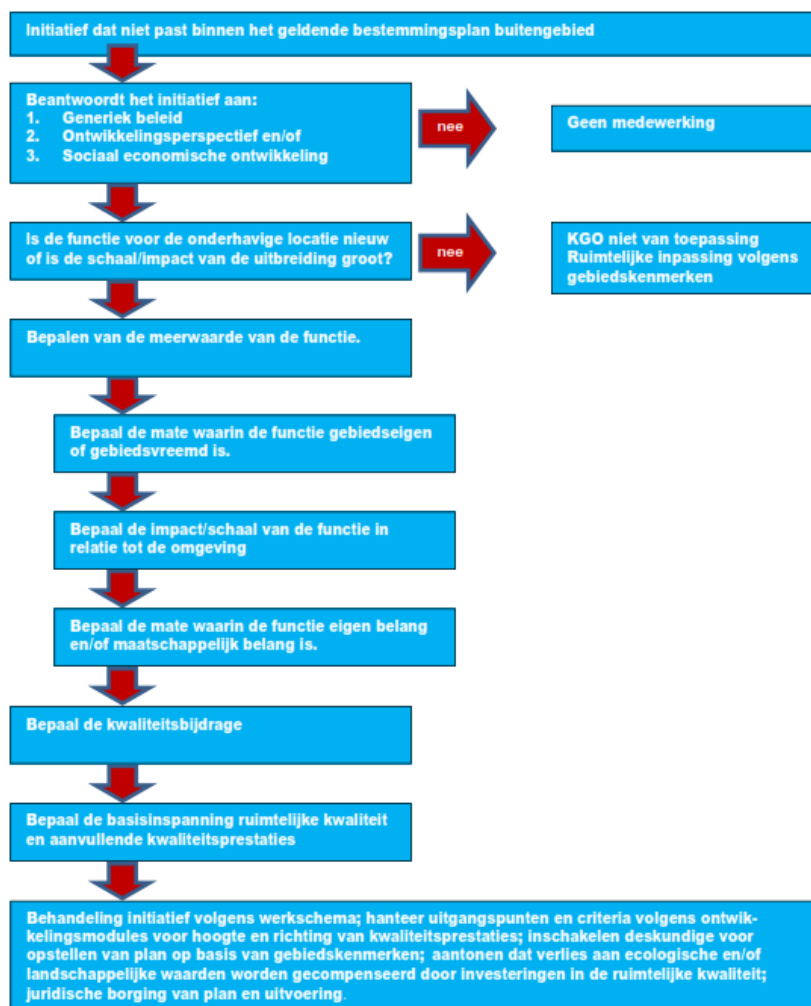 Initiatief dat niet past binnen het geldende bestemmingsplan buitengebied
Beantwoordt het initiatief aan:
1. Generiek beleid
2. Ontwikkelingsperspectief en/of
3. Sociaal economische ontwikkeling
nee
Geen medewerking
Is de functie voor de onderhavige locatie nieuw
of is de schaal/impact van de uitbreiding groot?
nee
KGO niet van toepassing
Ruimtelijke inpassing volgens
gebiedskenmerken
Bepalen van de meerwaarde van de functie.
Bepaal de mate waarin de functie gebiedseigen
of gebiedsvreemd is.
Bepaal de impact/schaal van de functie in
relatie tot de omgeving
Bepaal de mate waarin de functie eigen belang
en/of maatschappelijk belang is.
Bepaal de kwaliteitsbijdrage
Bepaal de basisinspanning ruimtelijke kwaliteit
en aanvullende kwaliteitsprestaties
Behandeling initiatief volgens werkschema; hanteer uitgangspunten en criteria volgens ontwik-
kelingsmodules voor hoogte en richting van kwaliteitsprestaties; inschakelen deskundige voor
opstellen van plan op basis van gebiedskenmerken; aantonen dat verlies aan ecologische en/of
landschappelijke waarden worden gecompenseerd door investeringen in de ruimtelijke kwaliteit;
juridische borging van plan en uitvoering.